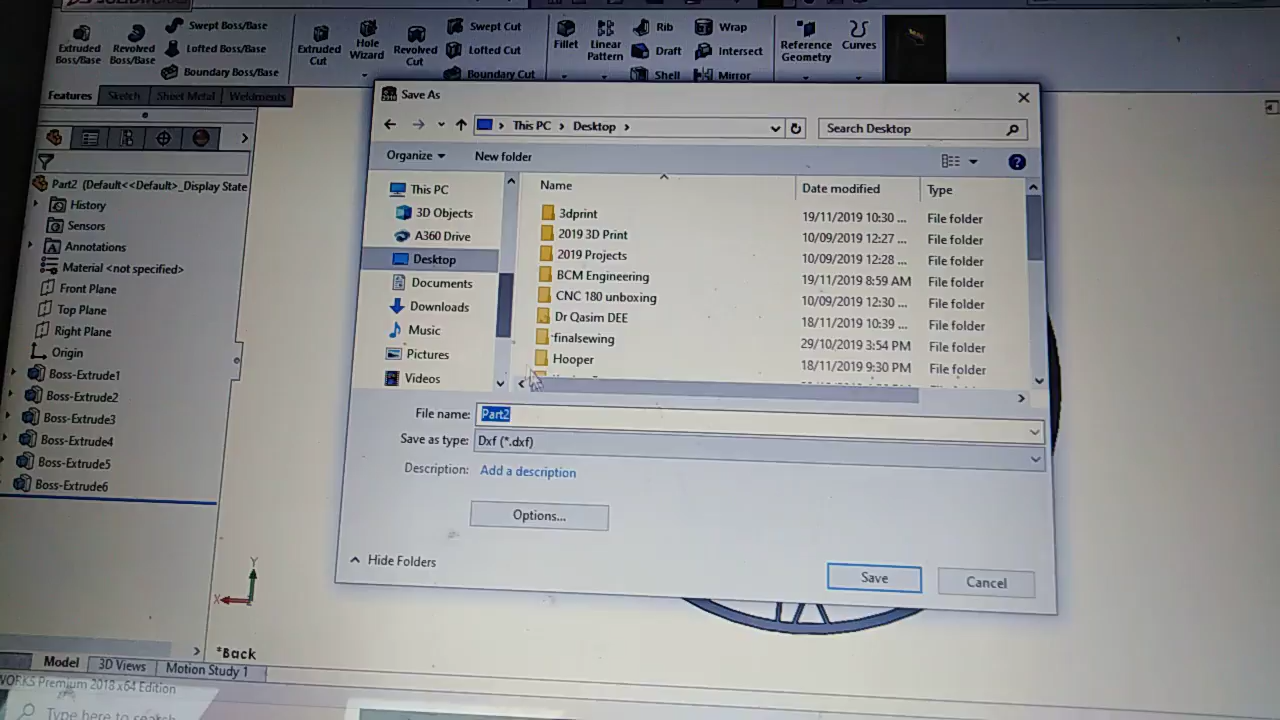 Swept Boss/Base
Lofted Boss/Base
Boundary Boss/Base
Extruded Boss/Base
Revolved Boss/Base
Extruded Cut
Hole Wizard
Revolved Cut
Swept Cut
Lofted Cut
Boundary Cut
Fillet
Linear Pattern
Rib
Draft
Shell
Wrap
Intersect
Mirror
Reference Geometry
Curves
Features
Sketch
Sheet Metal
Weldments
Save As
This PC
Desktop
Search Desktop
Organize
New folder
Part2 (Default<<Default>_Display State
History
Sensors
Annotations
Material <not specified>
Front Plane
Top Plane
Right Plane
Origin
Boss-Extrude1
Boss-Extrude2
Boss-Extrude3
Boss-Extrude4
Boss-Extrude5
Boss-Extrude6
This PC
3D Objects
A360 Drive
Desktop
Documents
Downloads
Music
Pictures
Videos
Name Date modified Type
3dprint 19/11/2019 10:30 ... File folder
2019 3D Print 10/09/2019 12:27 ... File folder
2019 Projects 10/09/2019 12:28 ... File folder
BCM Engineering 19/11/2019 8:59 AM File folder
CNC 180 unboxing 10/09/2019 12:30 ... File folder
Dr Qasim DEE 18/11/2019 10:39 ... File folder
finalsewing 29/10/2019 3:54 PM File folder
Hooper 18/11/2019 9:30 PM File folder
File name: Part2
Save as type: Dxf (*.dxf)
Description: Add a description
Options...
Hide Folders
Save
Cancel
Y
X
*Back
Model
3D Views
Motion Study 1
WORKS Premium 2018 x64 Edition
Type here to search